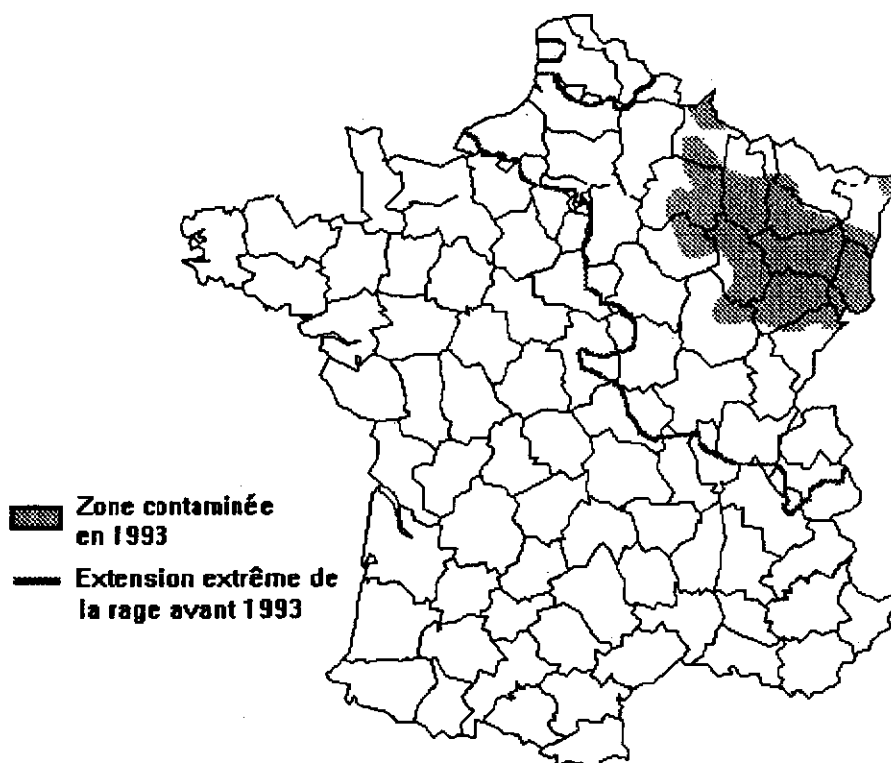 Zone contaminée
en 1993
Extension extrême de
la rage avant 1993